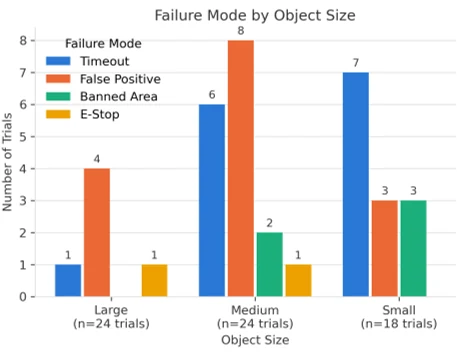 Failure Mode by Object Size
Number of Trials
8
7
6
5
4
3
2
1
0
Failure Mode
Timeout
False Positive
Banned Area
E-Stop
1
4
1
6
8
2
1
7
3
3
Large
(n=24 trials)
Medium
(n=24 trials)
Small
(n=18 trials)
Object Size